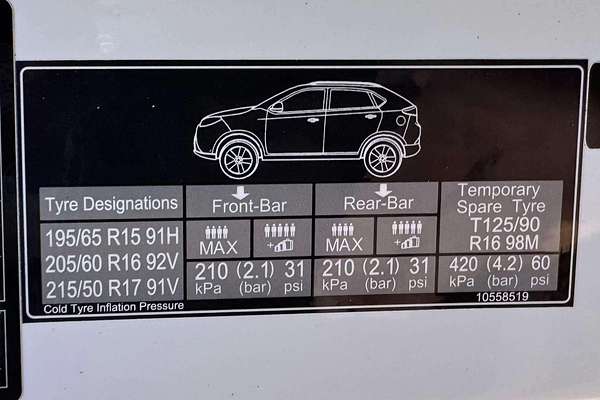 Tyre Designations
195/65 R15 91H
205/60 R16 92V
215/50 R17 91V
Front-Bar
MAX
+
210 (2.1) 31
kPa (bar) psi
Rear-Bar
MAX
+
210 (2.1) 31
kPa (bar) psi
Temporary
Spare Tyre
T125/90
R16 98M
420 (4.2) 60
kPa (bar) psi
Cold Tyre Inflation Pressure
10558519